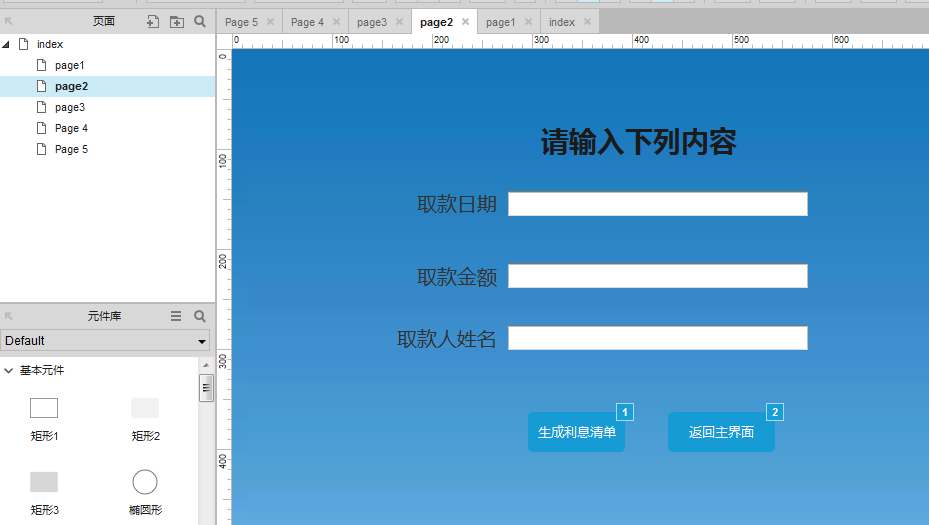 页面
Page 5
Page 4
page3
page2
page1
index
0
100
200
300
400
500
600
index
page1
page2
page3
Page 4
Page 5
0
100
200
300
400
请输入下列内容
取款日期
取款金额
取款人姓名
1
2
生成利息清单
返回主界面
元件库
Default
基本元件
矩形1
矩形2
矩形3
椭圆形